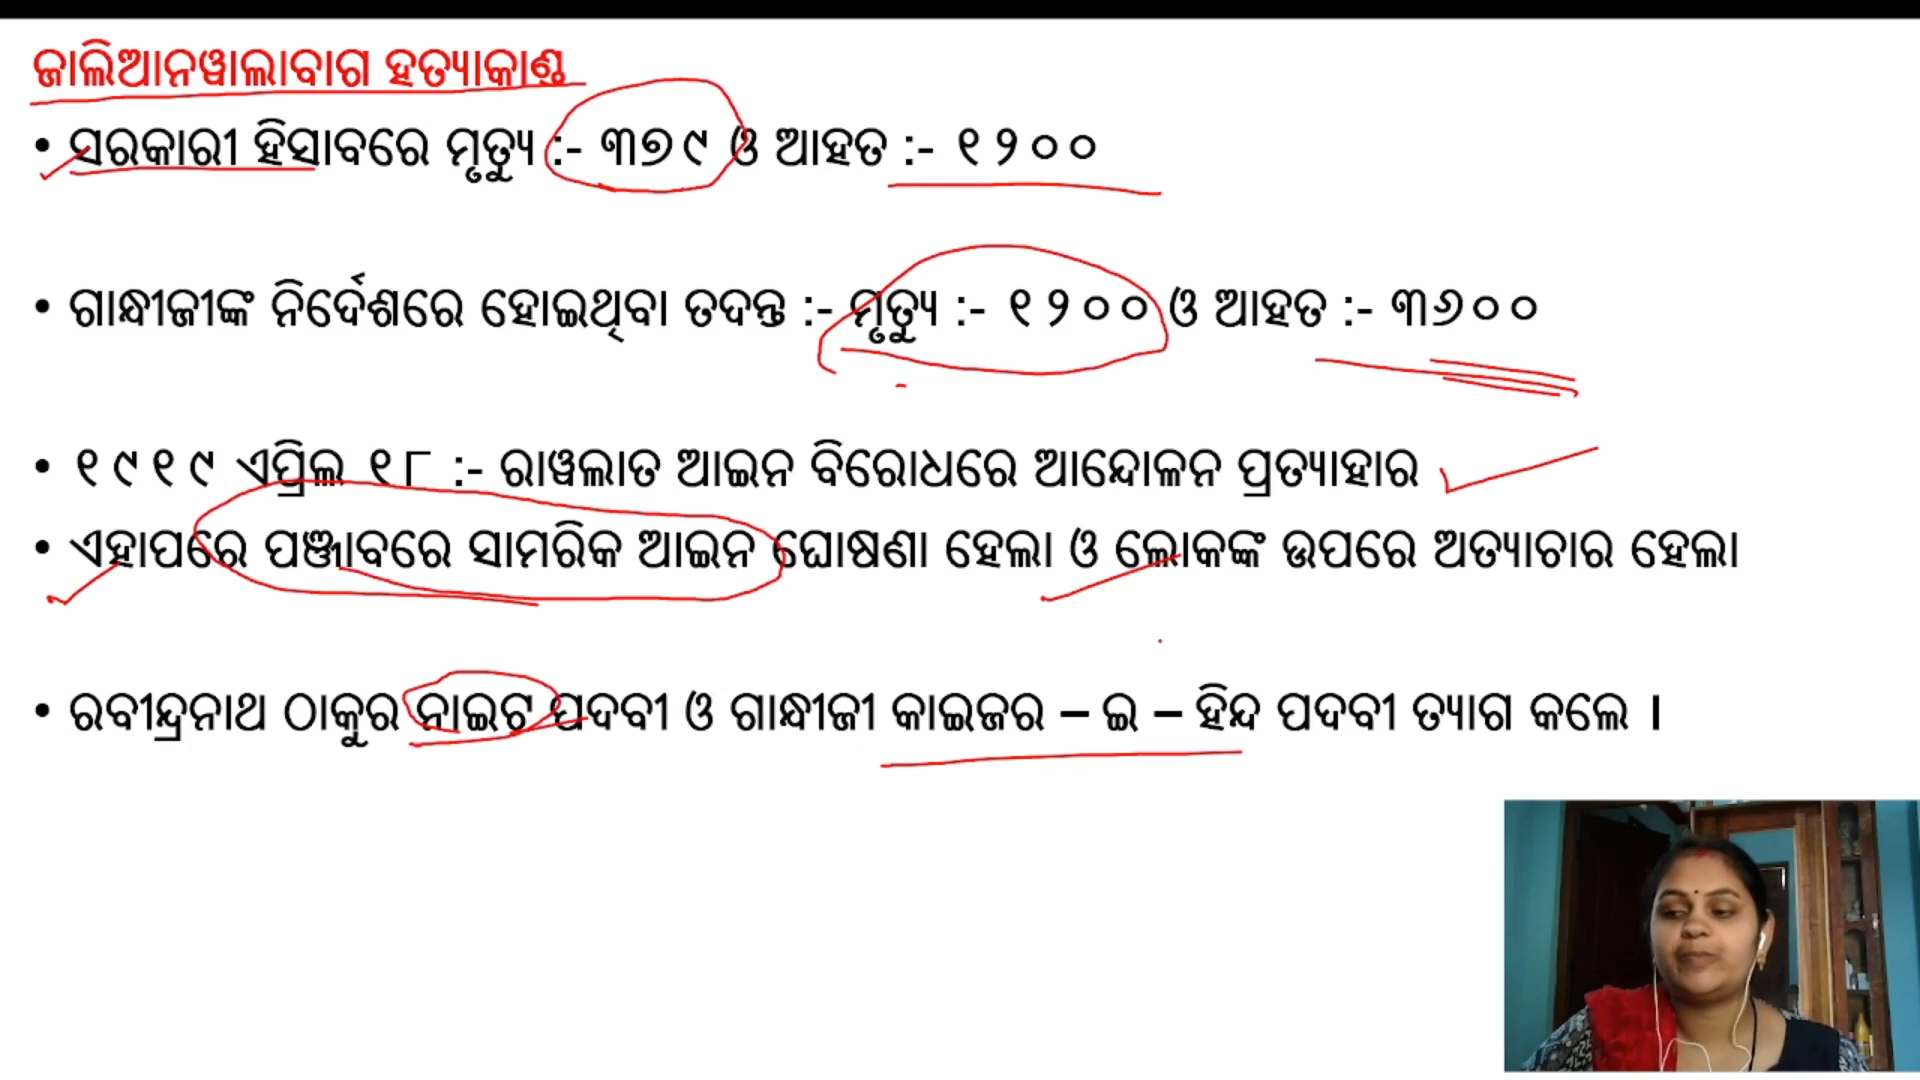 ଜାଲିଆନୱାଲାବାଗ ହତ୍ୟାକାଣ୍ଡ
• ସରକାରୀ ହିସାବରେ ମୃତ୍ୟୁ :- ୩୭୯ ଓ ଆହତ :- ୧୨୦୦
• ଗାନ୍ଧୀଜୀଙ୍କ ନିର୍ଦେଶରେ ହୋଇଥିବା ତଦନ୍ତ :- ମୃତ୍ୟୁ :- ୧୨୦୦ ଓ ଆହତ :- ୩୬୦୦
• ୧୯୧୯ ଏପ୍ରିଲ ୧୮ :- ରାୱଲାତ ଆଇନ ବିରୋଧରେ ଆନ୍ଦୋଳନ ପ୍ରତ୍ୟାହାର
• ଏହାପରେ ପଞ୍ଜାବରେ ସାମରିକ ଆଇନ ଘୋଷଣା ହେଲା ଓ ଲୋକଙ୍କ ଉପରେ ଅତ୍ୟାଚାର ହେଲା
• ରବୀନ୍ଦ୍ରନାଥ ଠାକୁର ନାଇଟ ପଦବୀ ଓ ଗାନ୍ଧୀଜୀ କାଇଜର – ଇ – ହିନ୍ଦ ପଦବୀ ତ୍ୟାଗ କଲେ ।